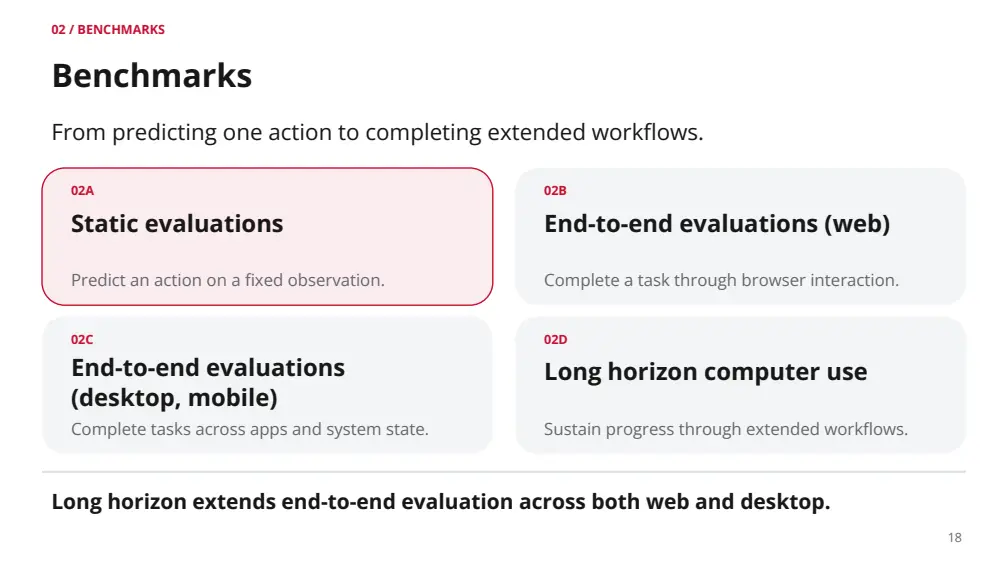 02 / BENCHMARKS
Benchmarks
From predicting one action to completing extended workflows.
02A
Static evaluations
Predict an action on a fixed observation.
02B
End-to-end evaluations (web)
Complete a task through browser interaction.
02C
End-to-end evaluations
(desktop, mobile)
Complete tasks across apps and system state.
02D
Long horizon computer use
Sustain progress through extended workflows.
Long horizon extends end-to-end evaluation across both web and desktop.
18